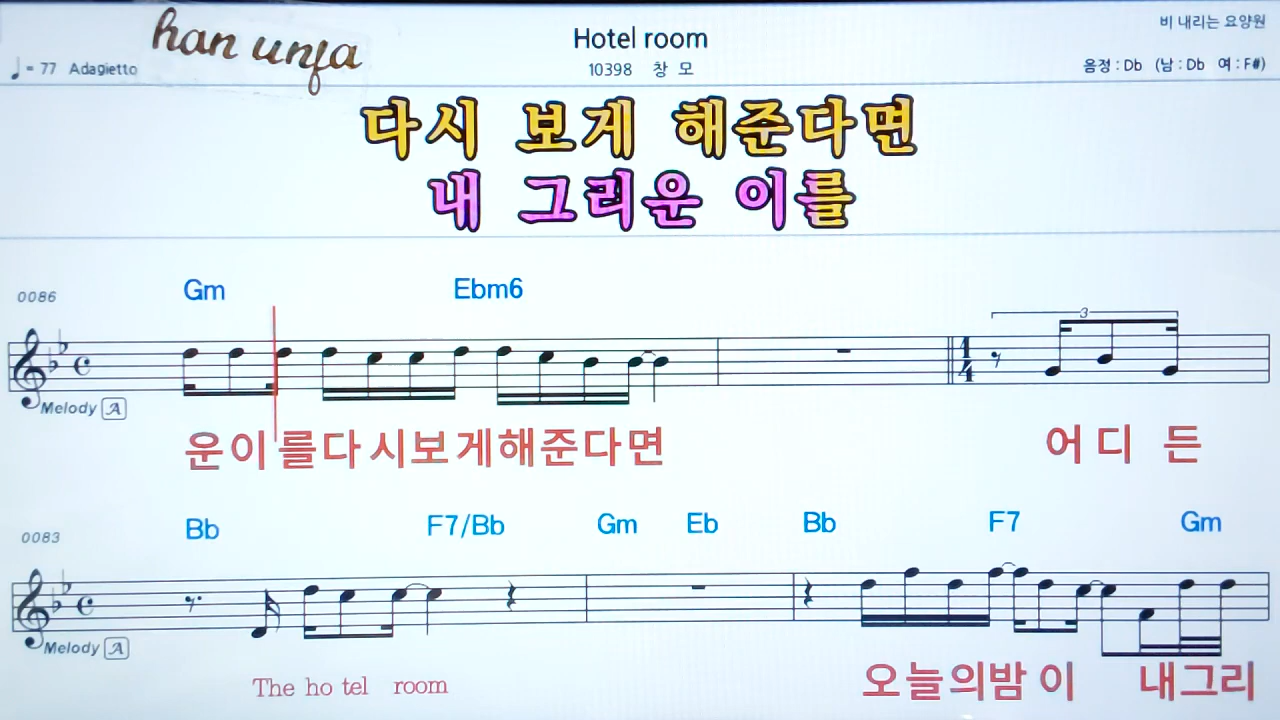 han unja
Hotel room
비 내리는 요양원
♩= 77 Adagietto
10398 창 모
음정 : Db (남 : Db 여 : F#)
다시 보게 해준다면
내 그리운 이를
0086 Gm Ebm6
3
1
4
Melody A
운이를다시보게해준다면 어디든
0083 Bb F7/Bb Gm Eb Bb F7 Gm
Melody A
The ho tel room 오늘의밤이 내그리